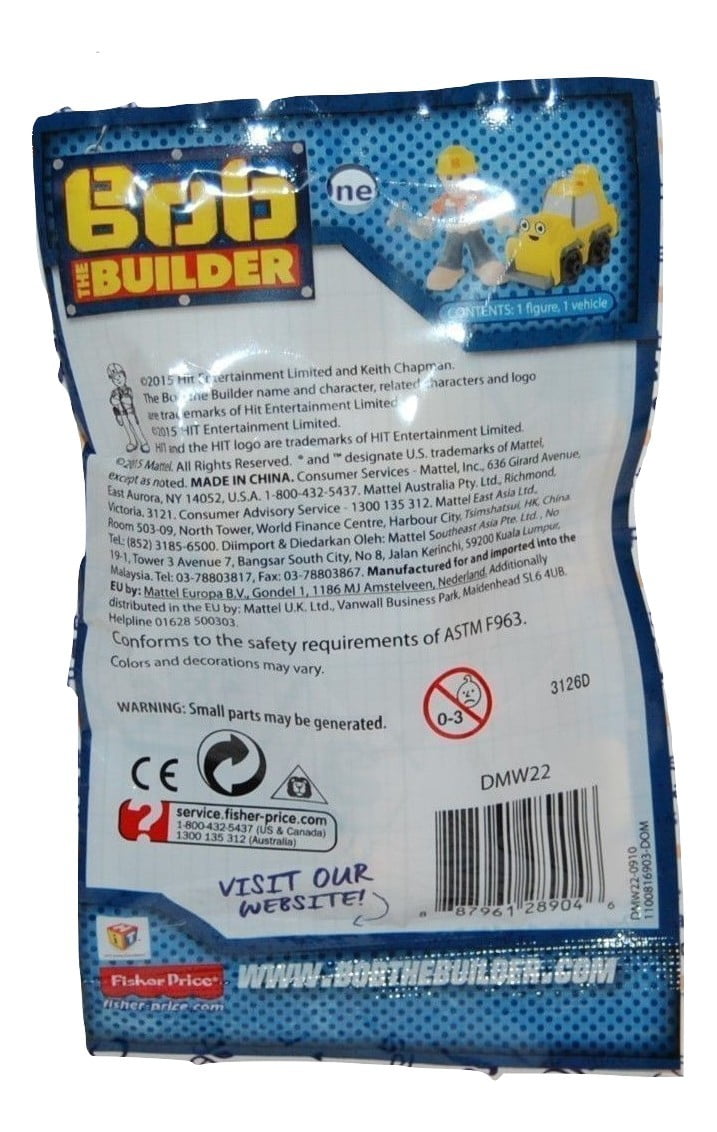 BOB
THE BUILDER
ne
CONTENTS: 1 figure, 1 vehicle
©2015 Hit Entertainment Limited and Keith Chapman.
The Bob the Builder name and character, related characters and logo
are trademarks of Hit Entertainment Limited
©2015 HIT Entertainment Limited.
HIT and the HIT logo are trademarks of HIT Entertainment Limited.
©2015 Mattel. All Rights Reserved. ® and ™ designate U.S. trademarks of Mattel,
except as noted. MADE IN CHINA. Consumer Services - Mattel, Inc., 636 Girard Avenue,
East Aurora, NY 14052, U.S.A. 1-800-432-5437. Mattel Australia Pty. Ltd., Richmond,
Victoria. 3121. Consumer Advisory Service - 1300 135 312. Mattel East Asia Ltd.,
Room 503-09, North Tower, World Finance Centre, Harbour City, Tsimshatsui, HK, China.
Tel.: (852) 3185-6500. Diimport & Diedarkan Oleh: Mattel Southeast Asia Pte. Ltd., No
19-1, Tower 3 Avenue 7, Bangsar South City, No 8, Jalan Kerinchi, 59200 Kuala Lumpur,
Malaysia. Tel: 03-78803817, Fax: 03-78803867. Manufactured for and imported into the
EU by: Mattel Europa B.V., Gondel 1, 1186 MJ Amstelveen, Nederland. Additionally
distributed in the EU by: Mattel U.K. Ltd., Vanwall Business Park, Maidenhead SL6 4UB.
Helpline 01628 500303.
Conforms to the safety requirements of ASTM F963.
Colors and decorations may vary.
0-3
3126D
WARNING: Small parts may be generated.
CE
DMW22
?
service.fisher-price.com
1-800-432-5437 (US & Canada)
1300 135 312 (Australia)
8 87961 28904 6
DMW22-0910
1100816903-DOM
VISIT OUR
WEBSITE!
HiT
Fisher-Price®
fisher-price.com
WWW.BOBTHEBUILDER.COM